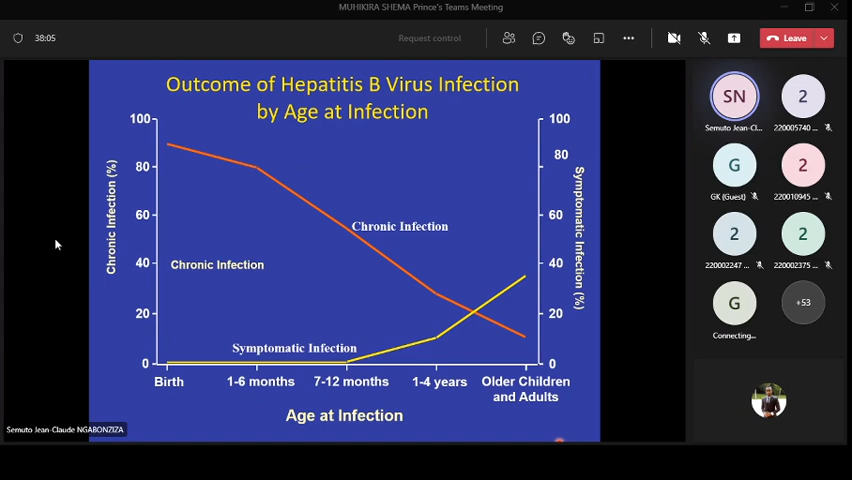 MUHIKIRA SHEMA Prince's Teams Meeting
38:05
Request control
Leave
Outcome of Hepatitis B Virus Infection
by Age at Infection
100
80
60
40
20
0
Chronic Infection (%)
100
80
60
40
20
0
Symptomatic Infection (%)
Chronic Infection
Chronic Infection
Symptomatic Infection
Birth
1-6 months
7-12 months
1-4 years
Older Children
and Adults
Age at Infection
Semuto Jean-Claude NGABONZIZA
SN
Semuto Jean-Cl...
2
220005740 ...
G
GK (Guest)
2
220010945 ...
2
220002247 ...
2
220002375 ...
G
Connecting...
+53